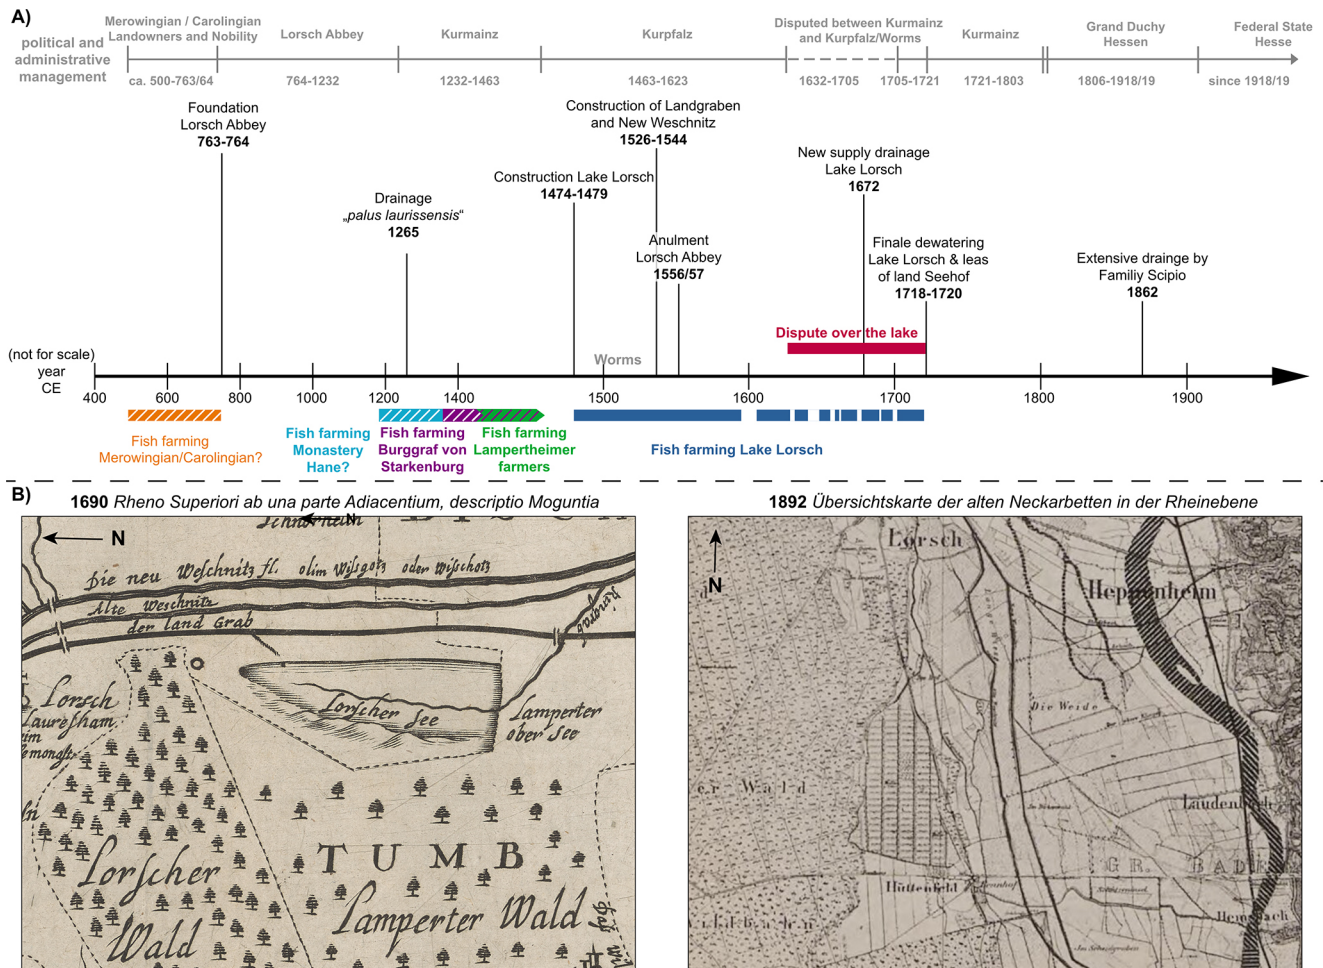 A)
political and
administrative
management
Merowingian / Carolingian
Landowners and Nobility
Lorsch Abbey
Kurmainz
Kurpfalz
Disputed between Kurmainz
and Kurpfalz/Worms
Kurmainz
Grand Duchy
Hessen
Federal State
Hesse
ca. 500-763/64
764-1232
1232-1463
1463-1623
1632-1705
1705-1721
1721-1803
1806-1918/19
since 1918/19
Foundation
Lorsch Abbey
763-764
Drainage
„palus laurissensis“
1265
Construction Lake Lorsch
1474-1479
Construction of Landgraben
and New Weschnitz
1526-1544
Anulment
Lorsch Abbey
1556/57
New supply drainage
Lake Lorsch
1672
Finale dewatering
Lake Lorsch & leas
of land Seehof
1718-1720
Extensive drainge by
Familiy Scipio
1862
Dispute over the lake
Worms
(not for scale)
year
CE
400 600 800 1000 1200 1400 1500 1600 1700 1800 1900
Fish farming
Merowingian/Carolingian?
Fish farming
Monastery
Hane?
Fish farming
Burggraf von
Starkenburg
Fish farming
Lampertheimer
farmers
Fish farming Lake Lorsch
B)
1690 Rheno Superiori ab una parte Adiacentium, descriptio Moguntia
N
N
Die neu Weschnitz fl. olim Wisgotz oder Wischotz
Alte Weschnitz
der land Grab
Lorsch
Lauresham
Lorscher See
Lamperter
ober See
TUMB
Lorscher
Wald
Lamperter Wald
1892 Übersichtskarte der alten Neckarbetten in der Rheinebene
N
Lorsch
Heppenheim
Die Weide
er Wald
Laudenbach
GR. BADE
Hüttenfeld
Hemsbach